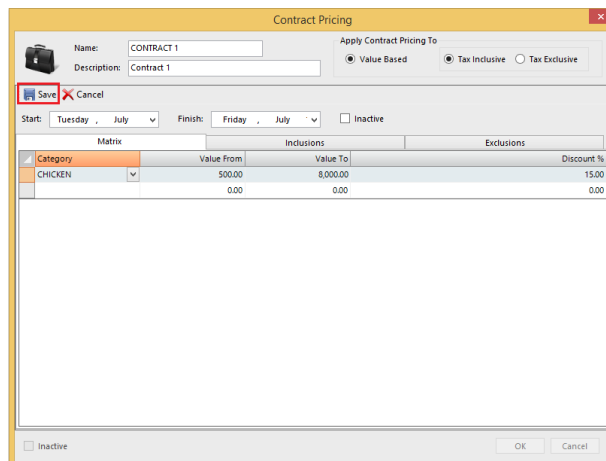 Contract Pricing
Name: CONTRACT 1
Description: Contract 1
Apply Contract Pricing To
Value Based Tax Inclusive Tax Exclusive
Save Cancel
Start: Tuesday , July Finish: Friday , July Inactive
Matrix Inclusions Exclusions
Category Value From Value To Discount %
CHICKEN 500.00 8,000.00 15.00
0.00 0.00 0.00
Inactive OK Cancel